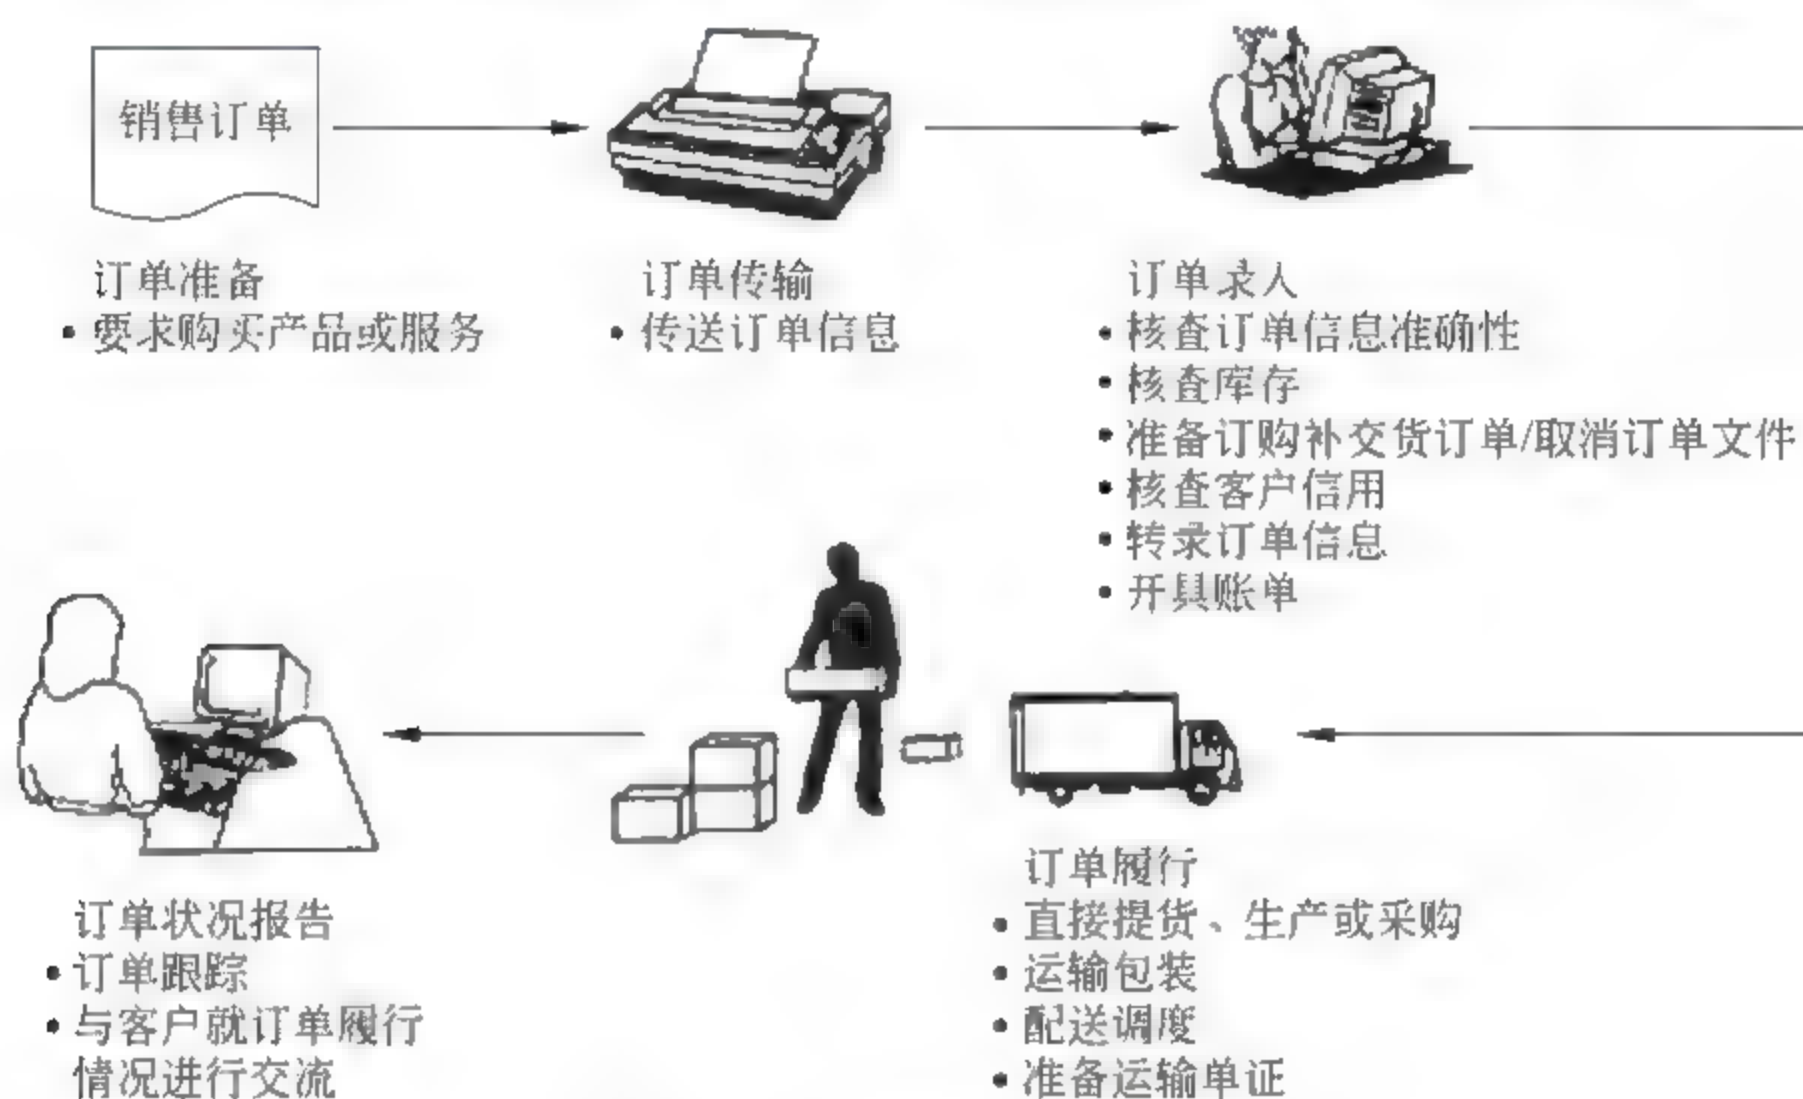 销售订单
订单准备
• 要求购买产品或服务
订单传输
• 传送订单信息
订单录入
• 核查订单信息准确性
• 核查库存
• 准备订购补交货订单/取消订单文件
• 核查客户信用
• 转录订单信息
• 开具账单
订单履行
• 直接提货、生产或采购
• 运输包装
• 配送调度
• 准备运输单证
订单状况报告
• 订单跟踪
• 与客户就订单履行
情况进行交流